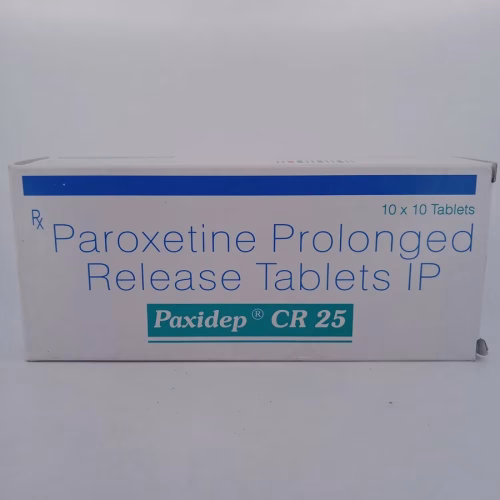 10 x 10 Tablets
Rx Paroxetine Prolonged
Release Tablets IP
Paxidep® CR 25